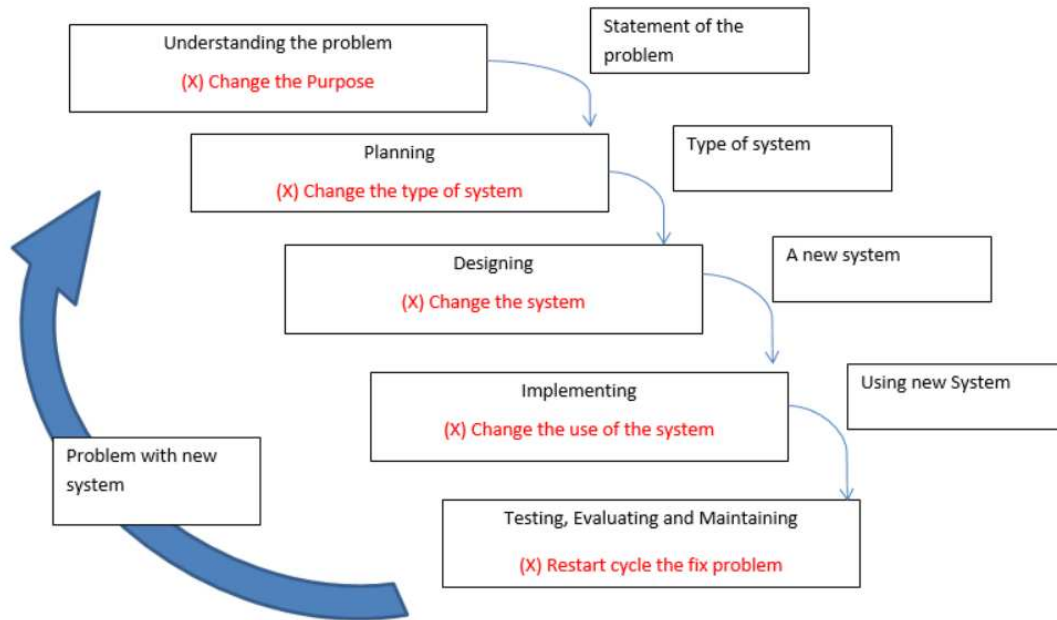 Understanding the problem
(X) Change the Purpose
Statement of the
problem
Planning
(X) Change the type of system
Type of system
Designing
(X) Change the system
A new system
Implementing
(X) Change the use of the system
Using new System
Problem with new
system
Testing, Evaluating and Maintaining
(X) Restart cycle the fix problem